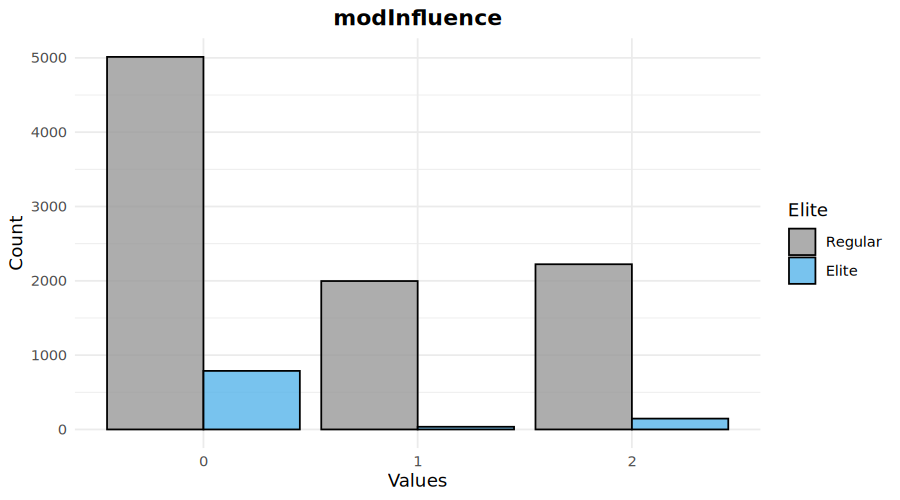 modInfluence
5000
4000
3000
2000
1000
0
Count
0 1 2
Values
Elite
Regular
Elite